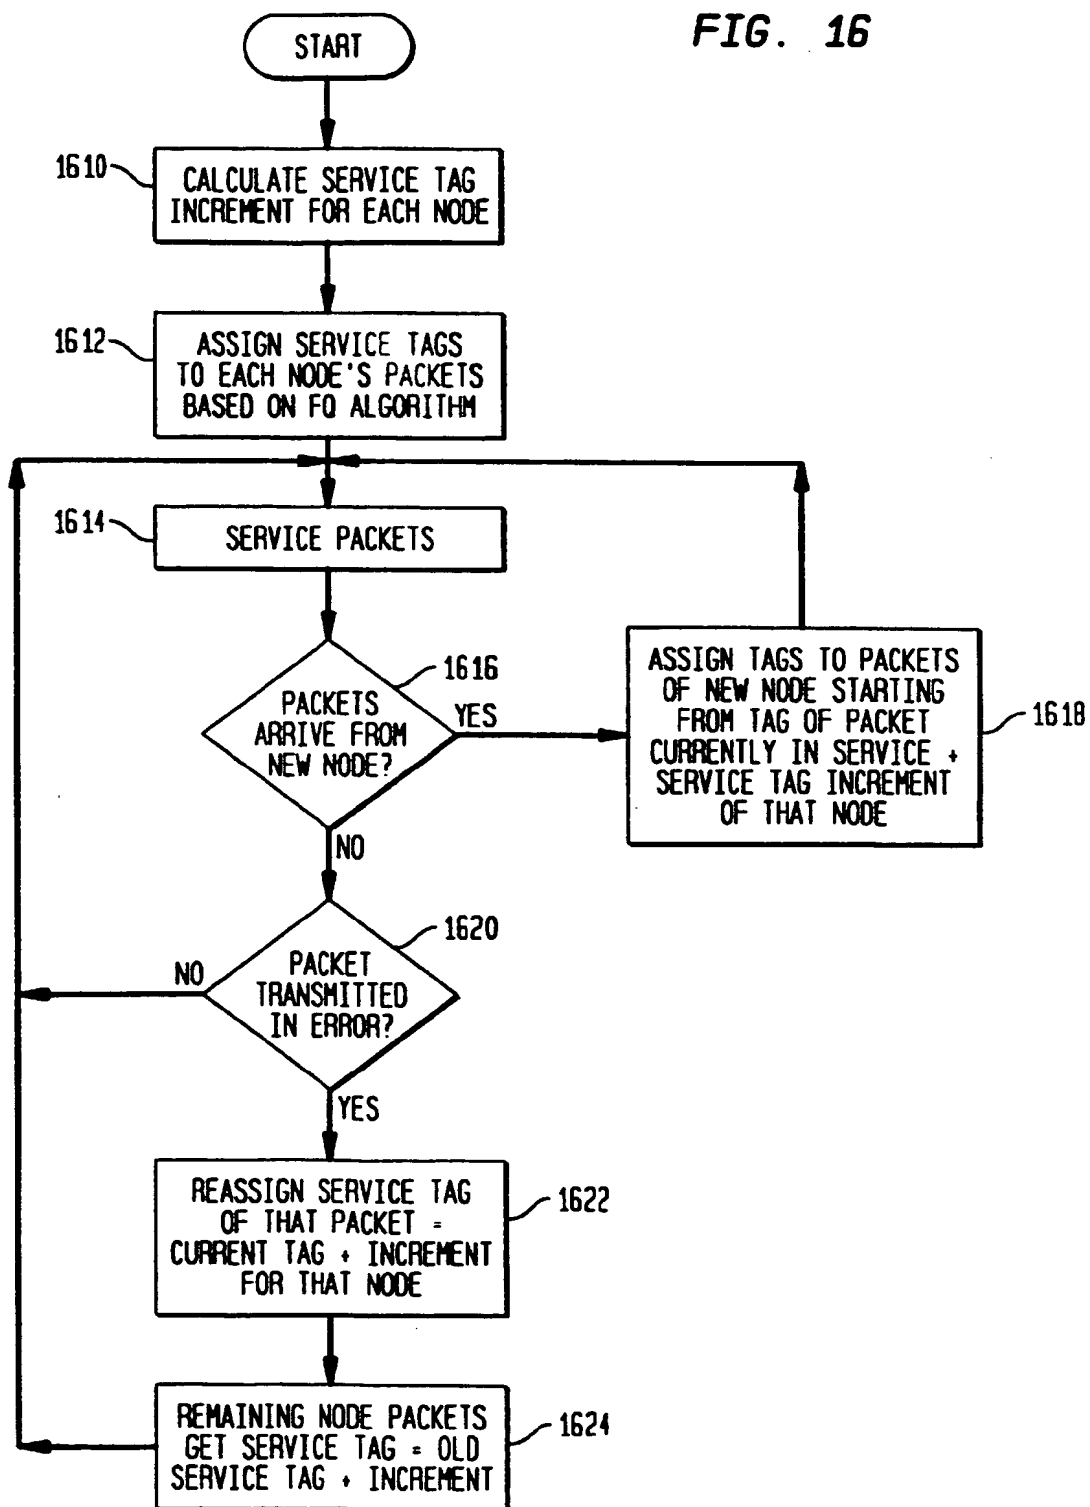 FIG. 16
START
1610
CALCULATE SERVICE TAG
INCREMENT FOR EACH NODE
1612
ASSIGN SERVICE TAGS
TO EACH NODE'S PACKETS
BASED ON FQ ALGORITHM
1614
SERVICE PACKETS
1616
PACKETS
ARRIVE FROM
NEW NODE?
YES
NO
ASSIGN TAGS TO PACKETS
OF NEW NODE STARTING
FROM TAG OF PACKET
CURRENTLY IN SERVICE +
SERVICE TAG INCREMENT
OF THAT NODE
1618
1620
PACKET
TRANSMITTED
IN ERROR?
NO
YES
REASSIGN SERVICE TAG
OF THAT PACKET =
CURRENT TAG + INCREMENT
FOR THAT NODE
1622
REMAINING NODE PACKETS
GET SERVICE TAG = OLD
SERVICE TAG + INCREMENT
1624